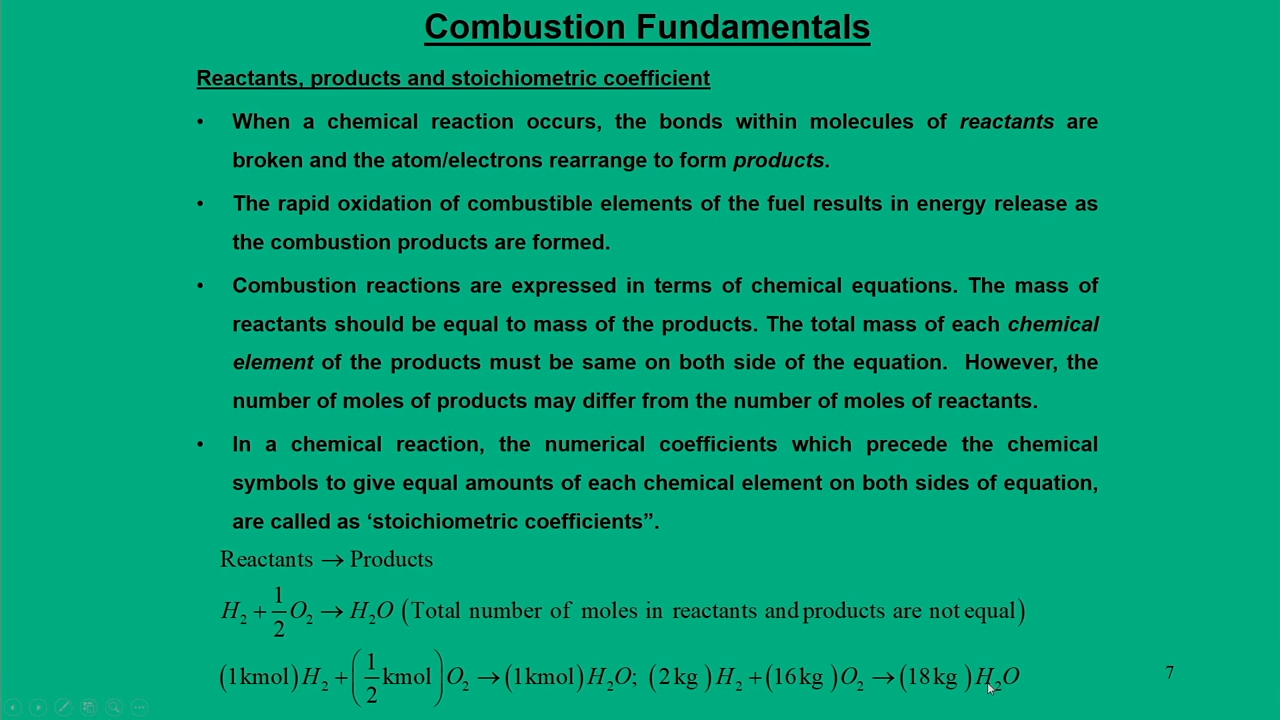 Combustion Fundamentals
Reactants, products and stoichiometric coefficient
• When a chemical reaction occurs, the bonds within molecules of reactants are
broken and the atom/electrons rearrange to form products.
• The rapid oxidation of combustible elements of the fuel results in energy release as
the combustion products are formed.
• Combustion reactions are expressed in terms of chemical equations. The mass of
reactants should be equal to mass of the products. The total mass of each chemical
element of the products must be same on both side of the equation. However, the
number of moles of products may differ from the number of moles of reactants.
• In a chemical reaction, the numerical coefficients which precede the chemical
symbols to give equal amounts of each chemical element on both sides of equation,
are called as ‘stoichiometric coefficients”.
Reactants → Products
H₂ + 1/2 O₂ → H₂O (Total number of moles in reactants and products are not equal)
(1kmol) H₂ + (1/2 kmol) O₂ → (1kmol) H₂O; (2kg) H₂ + (16kg) O₂ → (18kg) H₂O
7